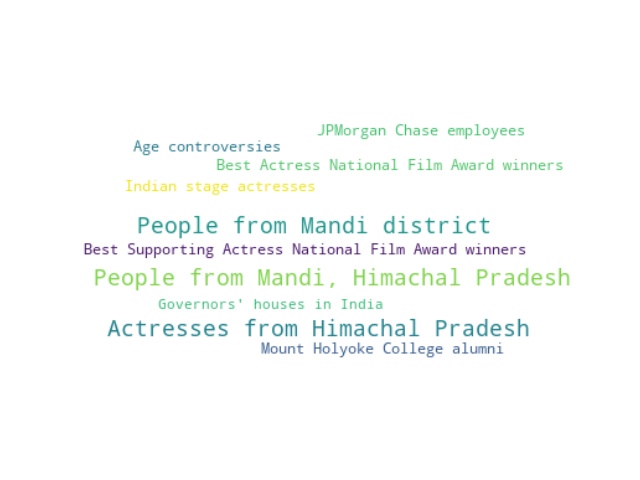 JPMorgan Chase employees
Age controversies
Best Actress National Film Award winners
Indian stage actresses
People from Mandi district
Best Supporting Actress National Film Award winners
People from Mandi, Himachal Pradesh
Governors' houses in India
Actresses from Himachal Pradesh
Mount Holyoke College alumni